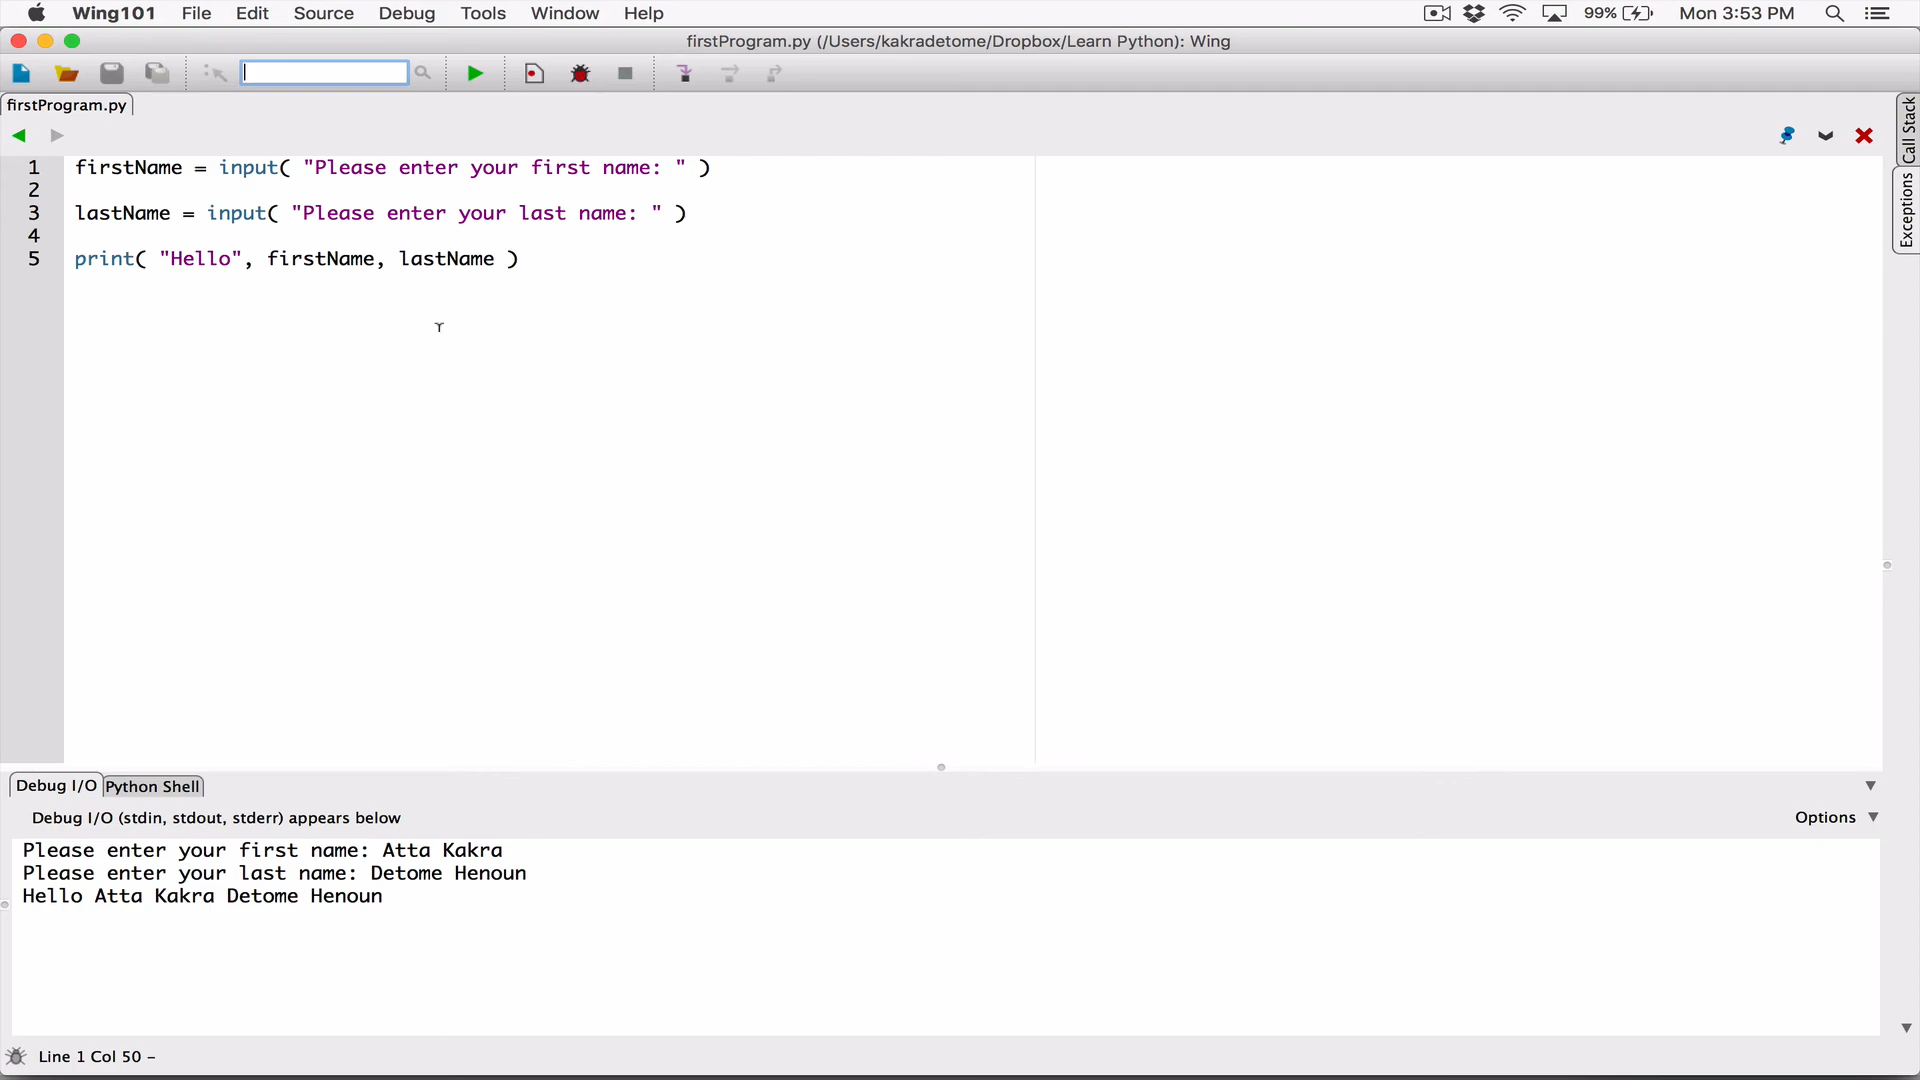 Wing101 File Edit Source Debug Tools Window Help 99% Mon 3:53 PM
firstProgram.py (/Users/kakradetome/Dropbox/Learn Python): Wing
firstProgram.py
Call Stack
Exceptions
1 firstName = input( "Please enter your first name: " )
2
3 lastName = input( "Please enter your last name: " )
4
5 print( "Hello", firstName, lastName )
Debug I/O Python Shell
Debug I/O (stdin, stdout, stderr) appears below Options
Please enter your first name: Atta Kakra
Please enter your last name: Detome Henoun
Hello Atta Kakra Detome Henoun
Line 1 Col 50 –